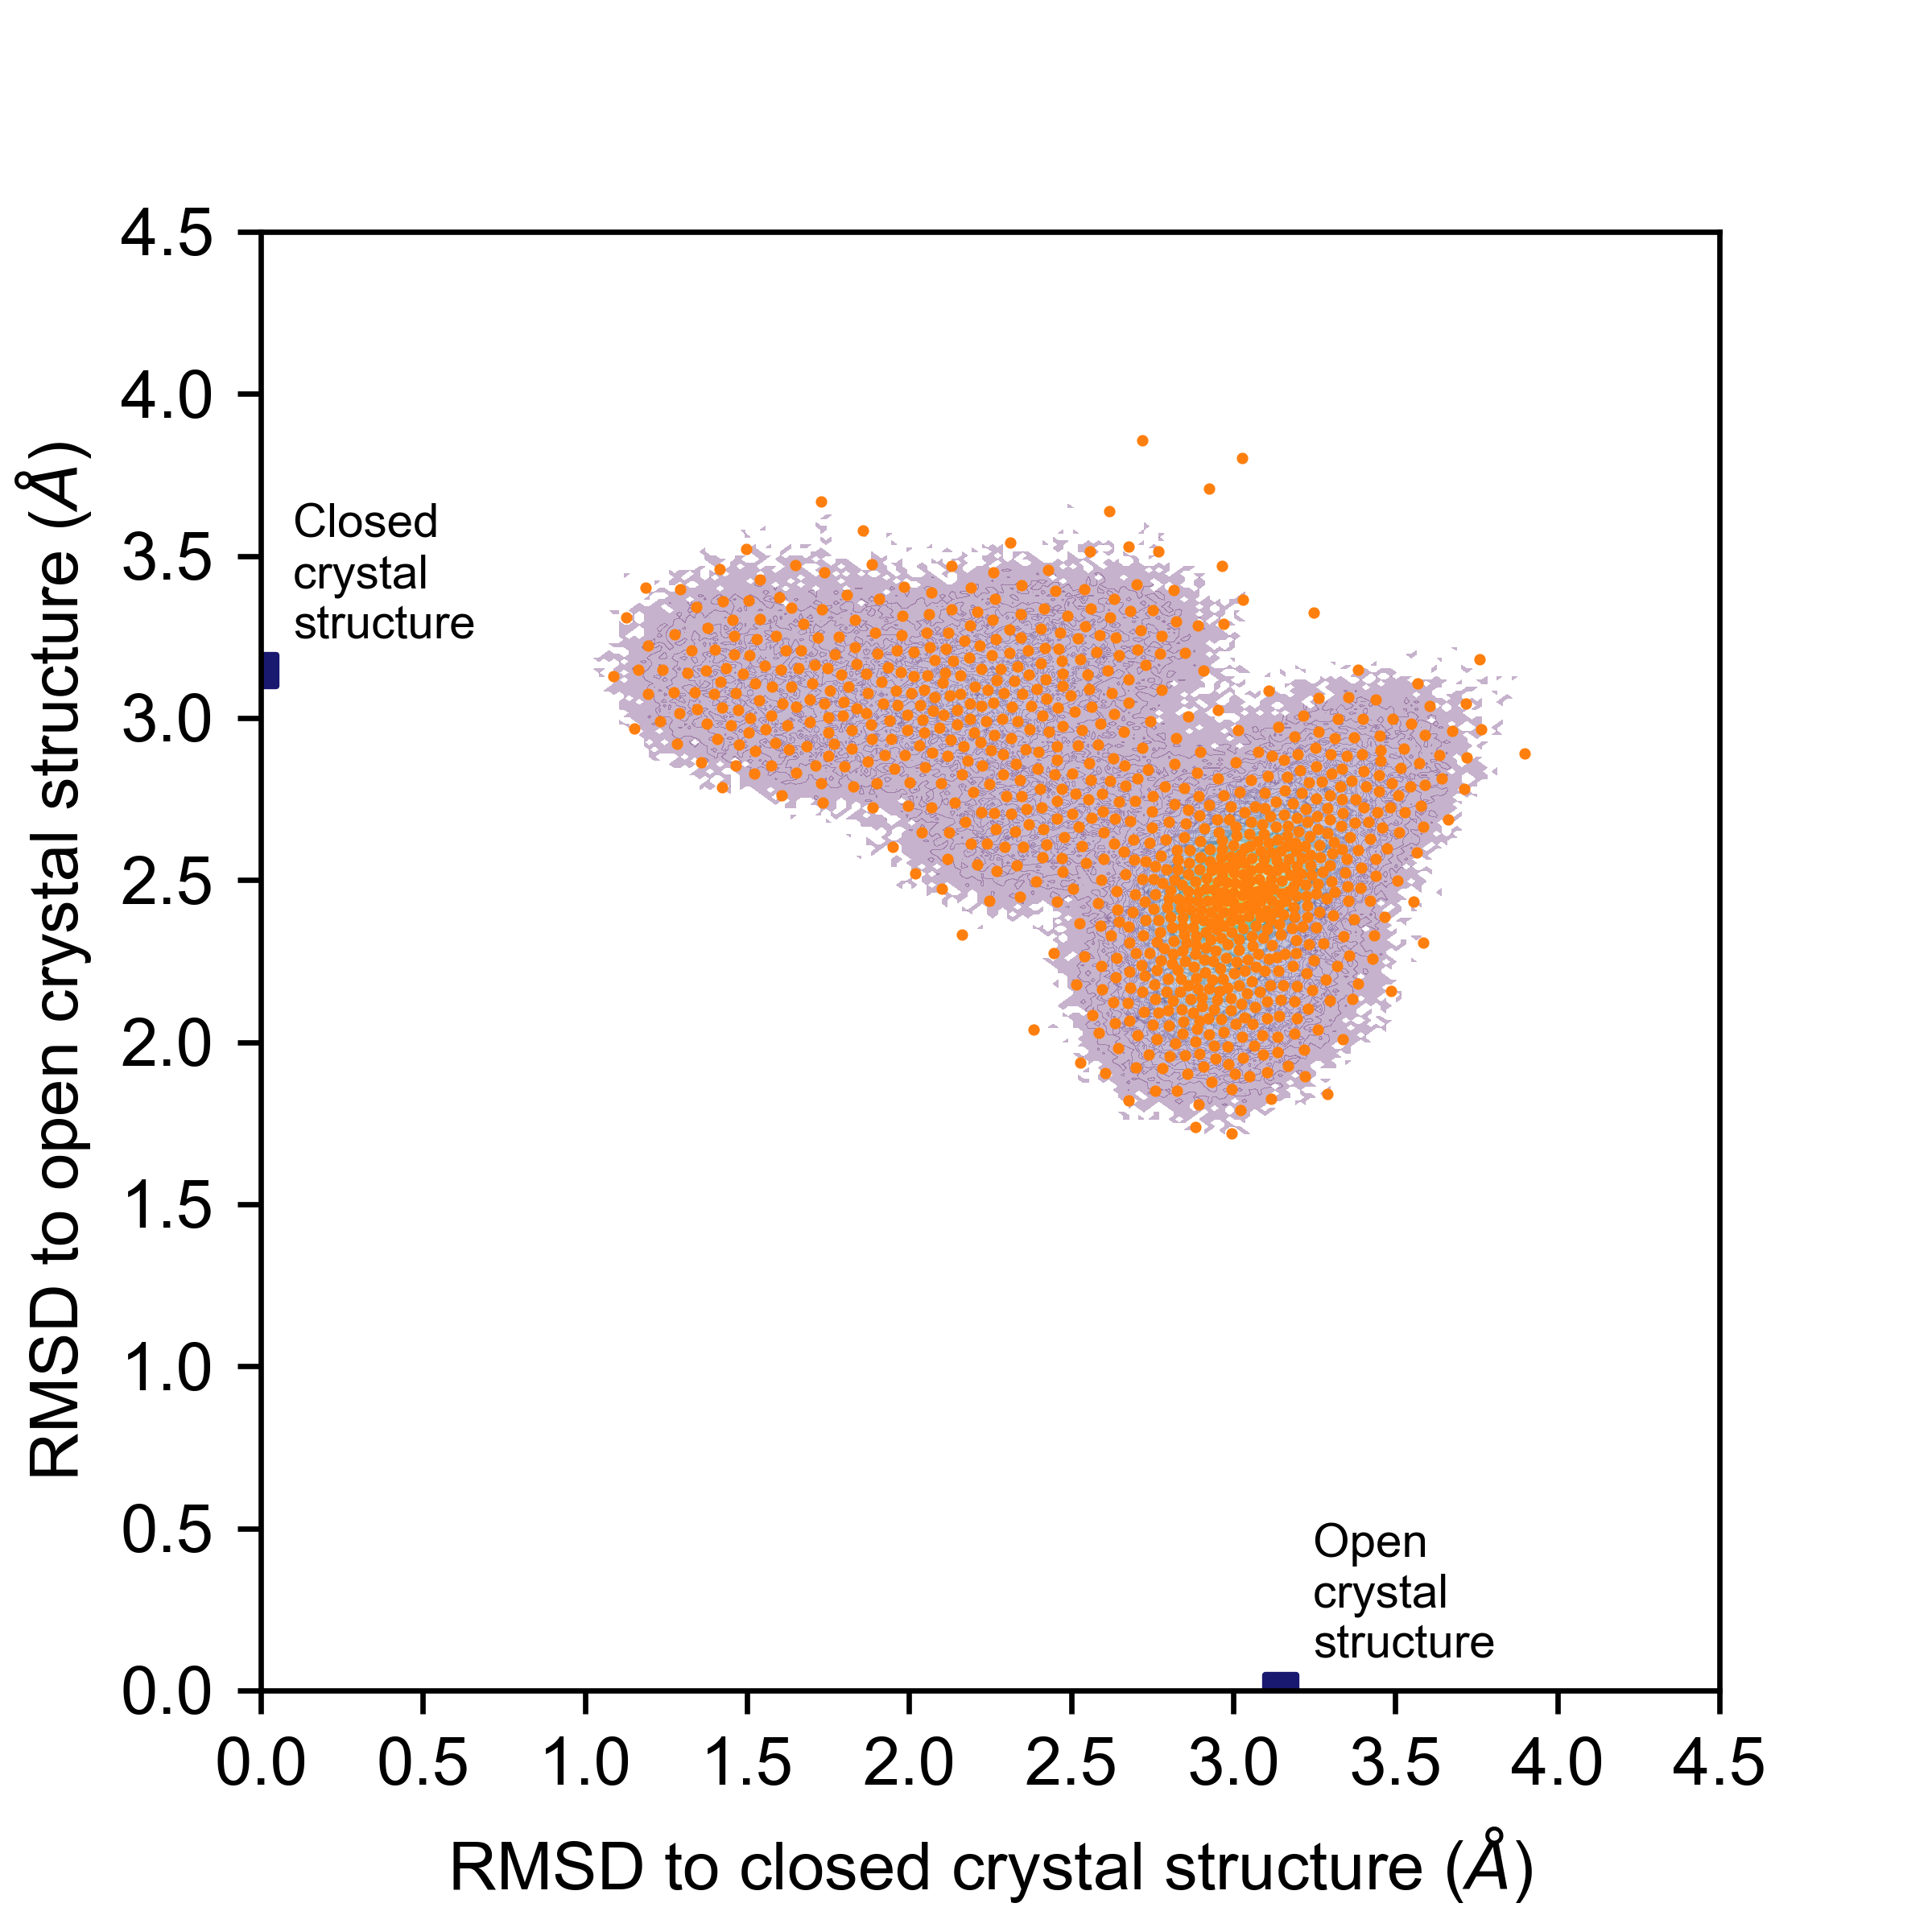 4.5
4.0
3.5
3.0
2.5
2.0
1.5
1.0
0.5
0.0
RMSD to open crystal structure (Å)
Closed
crystal
structure
Open
crystal
structure
0.0 0.5 1.0 1.5 2.0 2.5 3.0 3.5 4.0 4.5
RMSD to closed crystal structure (Å)